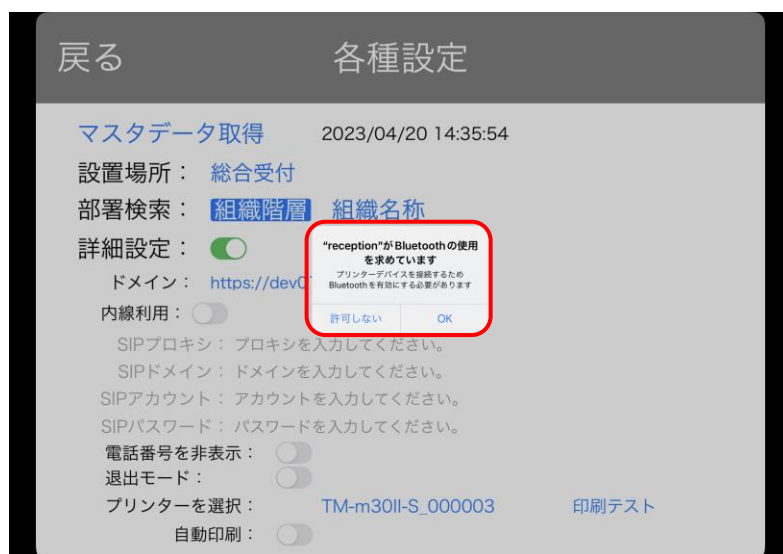 戻る 各種設定
マスタデータ取得 2023/04/20 14:35:54
設置場所： 総合受付
部署検索： 組織階層 組織名称
詳細設定：
"reception"がBluetoothの使用
を求めています
プリンターデバイスを接続するため
Bluetoothを有効にする必要があります
許可しない OK
ドメイン： https://dev0
内線利用：
SIPプロキシ： プロキシを入力してください。
SIPドメイン： ドメインを入力してください。
SIPアカウント： アカウントを入力してください。
SIPパスワード： パスワードを入力してください。
電話番号を非表示：
退出モード：
プリンターを選択： TM-m30II-S_000003 印刷テスト
自動印刷：